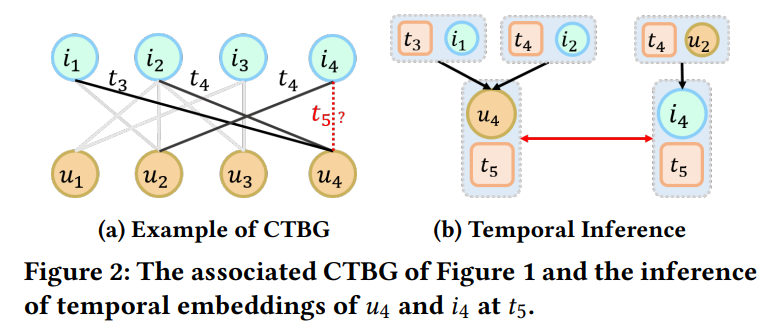 i1 i2 i3 i4
t3 t4 t4
t5 ?
u1 u2 u3 u4
(a) Example of CTBG
t3 i1 t4 i2 t4 u2
u4 i4
t5 t5
(b) Temporal Inference
Figure 2: The associated CTBG of Figure 1 and the inference
of temporal embeddings of u4 and i4 at t5.